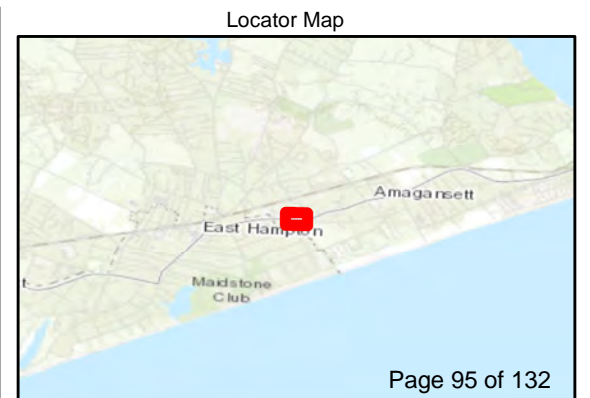 Locator Map
Amagansett
East Hampton
t
Maidstone
Club
Page 95 of 132